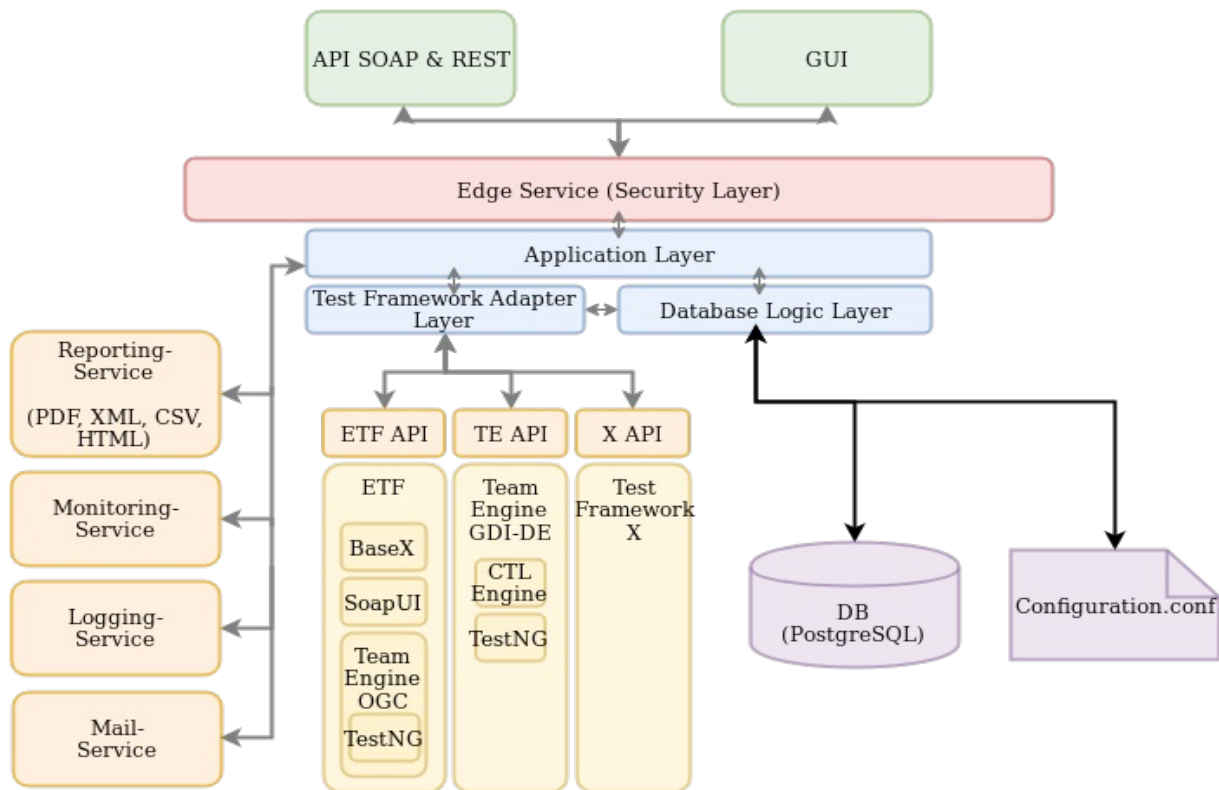 API SOAP & REST
GUI
Edge Service (Security Layer)
Application Layer
Test Framework Adapter
Layer
Database Logic Layer
Reporting-
Service
(PDF, XML, CSV,
HTML)
Monitoring-
Service
Logging-
Service
Mail-
Service
ETF API
TE API
X API
ETF
BaseX
SoapUI
Team
Engine
OGC
TestNG
Team
Engine
GDI-DE
CTL
Engine
TestNG
Test
Framework
X
DB
(PostgreSQL)
Configuration.conf